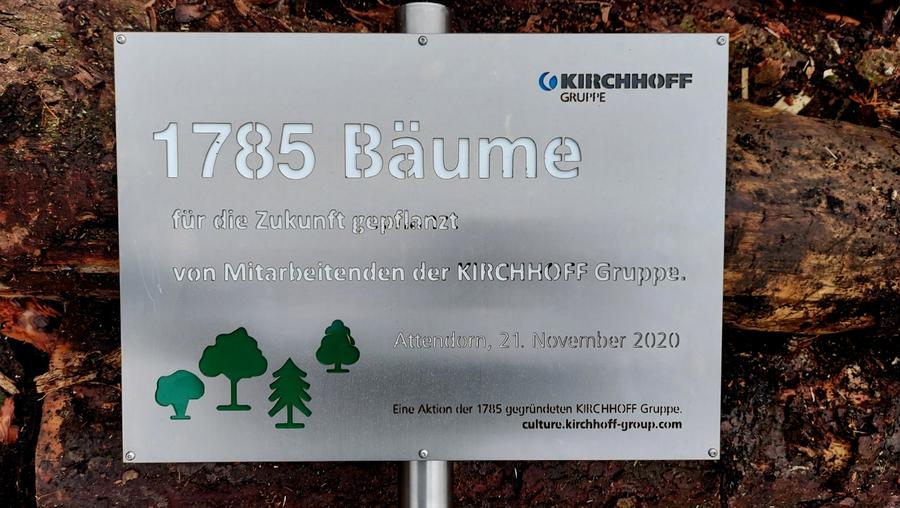 KIRCHHOFF
GRUPPE
1785 Bäume
für die Zukunft gepflanzt
von Mitarbeitenden der KIRCHHOFF Gruppe.
Attendorn, 21. November 2020
Eine Aktion der 1785 gegründeten KIRCHHOFF Gruppe.
culture.kirchhoff-group.com